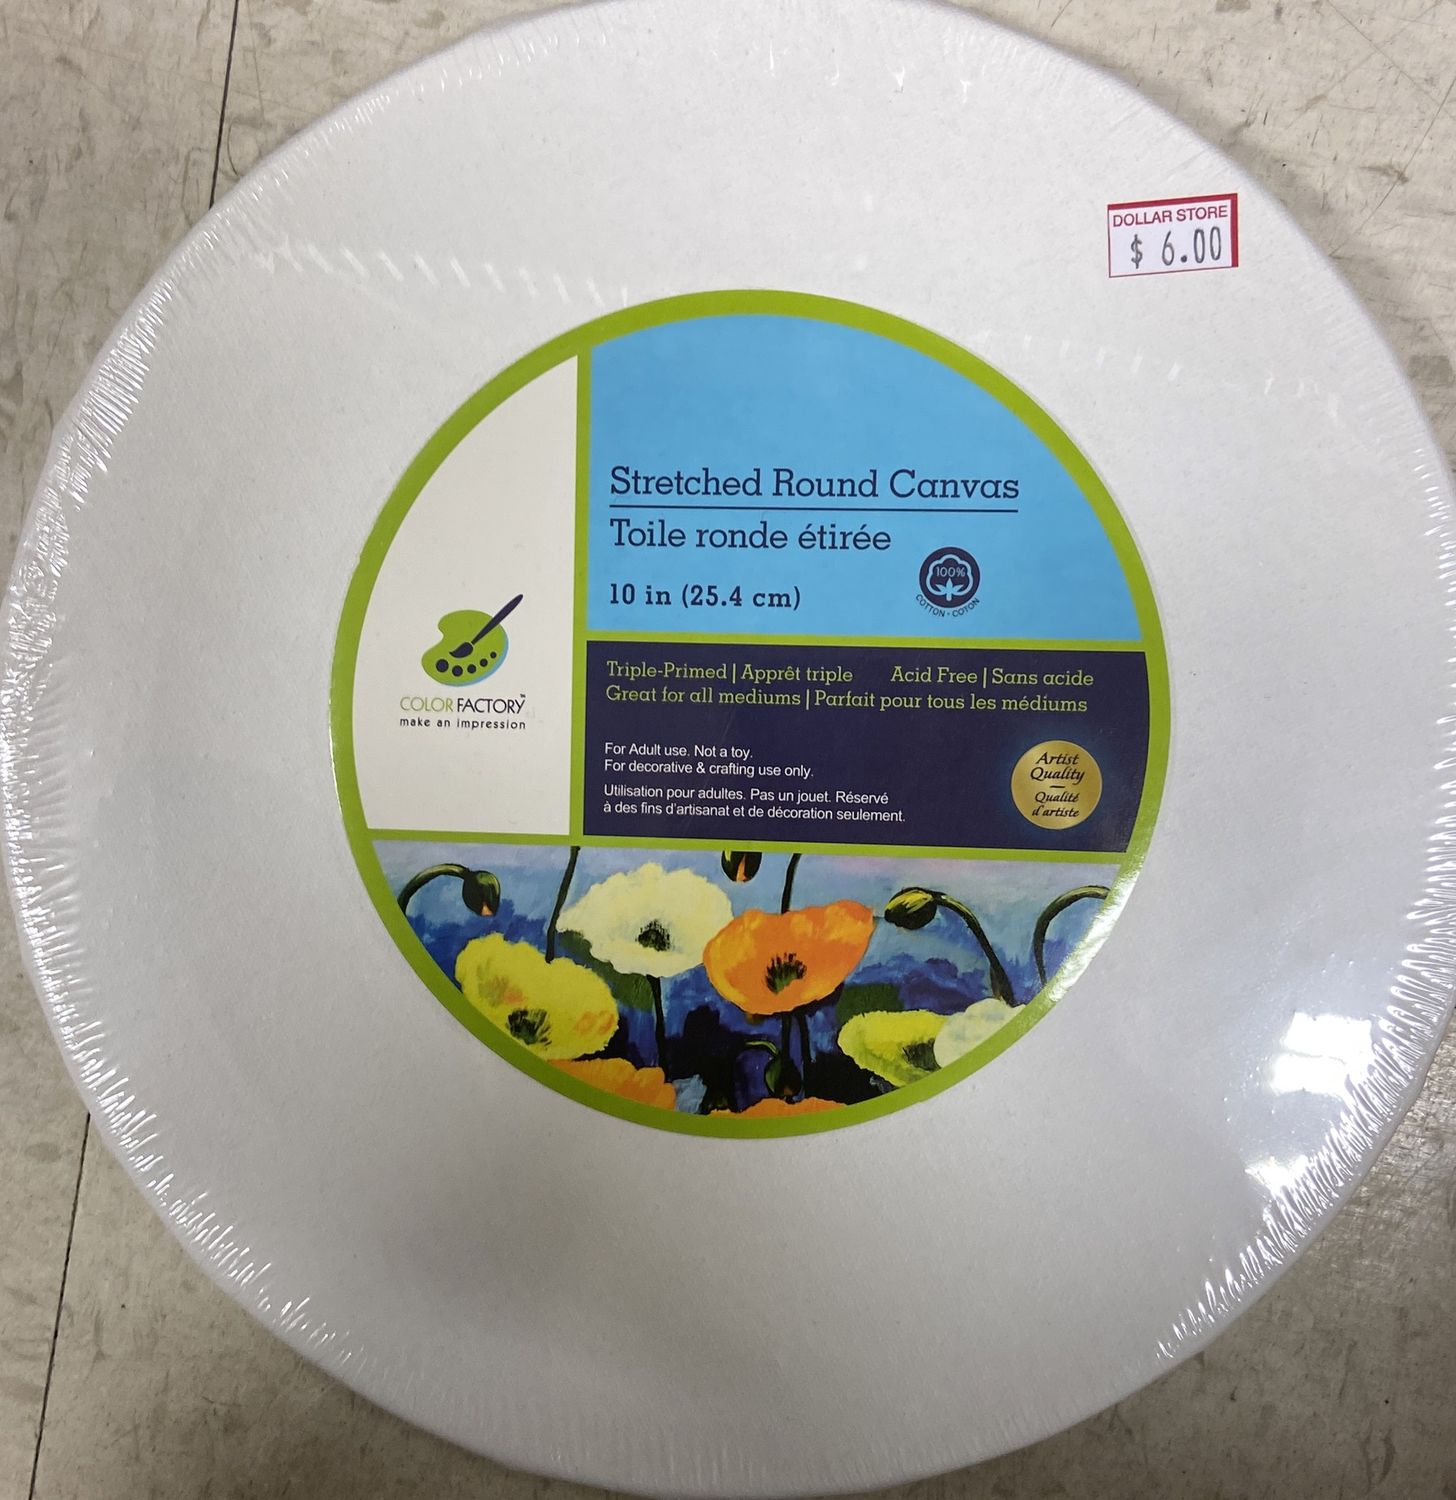 DOLLAR STORE
$ 6.00
Stretched Round Canvas
Toile ronde étirée
10 in (25.4 cm)
100%
COTTON - COTON
COLOR FACTORY™
make an impression
Triple-Primed | Apprêt triple Acid Free | Sans acide
Great for all mediums | Parfait pour tous les médiums
For Adult use. Not a toy.
For decorative & crafting use only.
Utilisation pour adultes. Pas un jouet. Réservé
à des fins d'artisanat et de décoration seulement.
Artist
Quality
Qualité
d'artiste